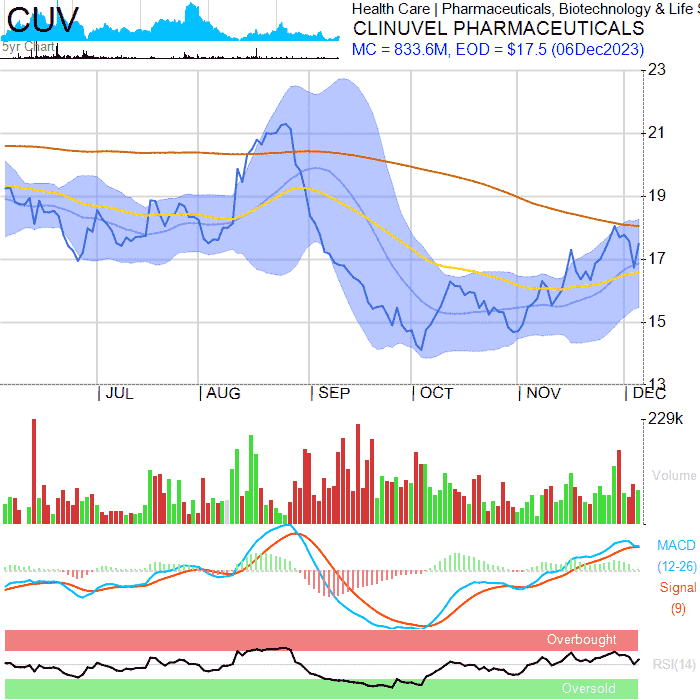 CUV
5yr Chart
Health Care | Pharmaceuticals, Biotechnology & Life S
CLINUVEL PHARMACEUTICALS
MC = 833.6M, EOD = $17.5 (06Dec2023)
23
21
19
17
15
13
JUL AUG SEP OCT NOV DEC
229k
Volume
MACD
(12-26)
Signal
(9)
Overbought
RSI(14)
Oversold